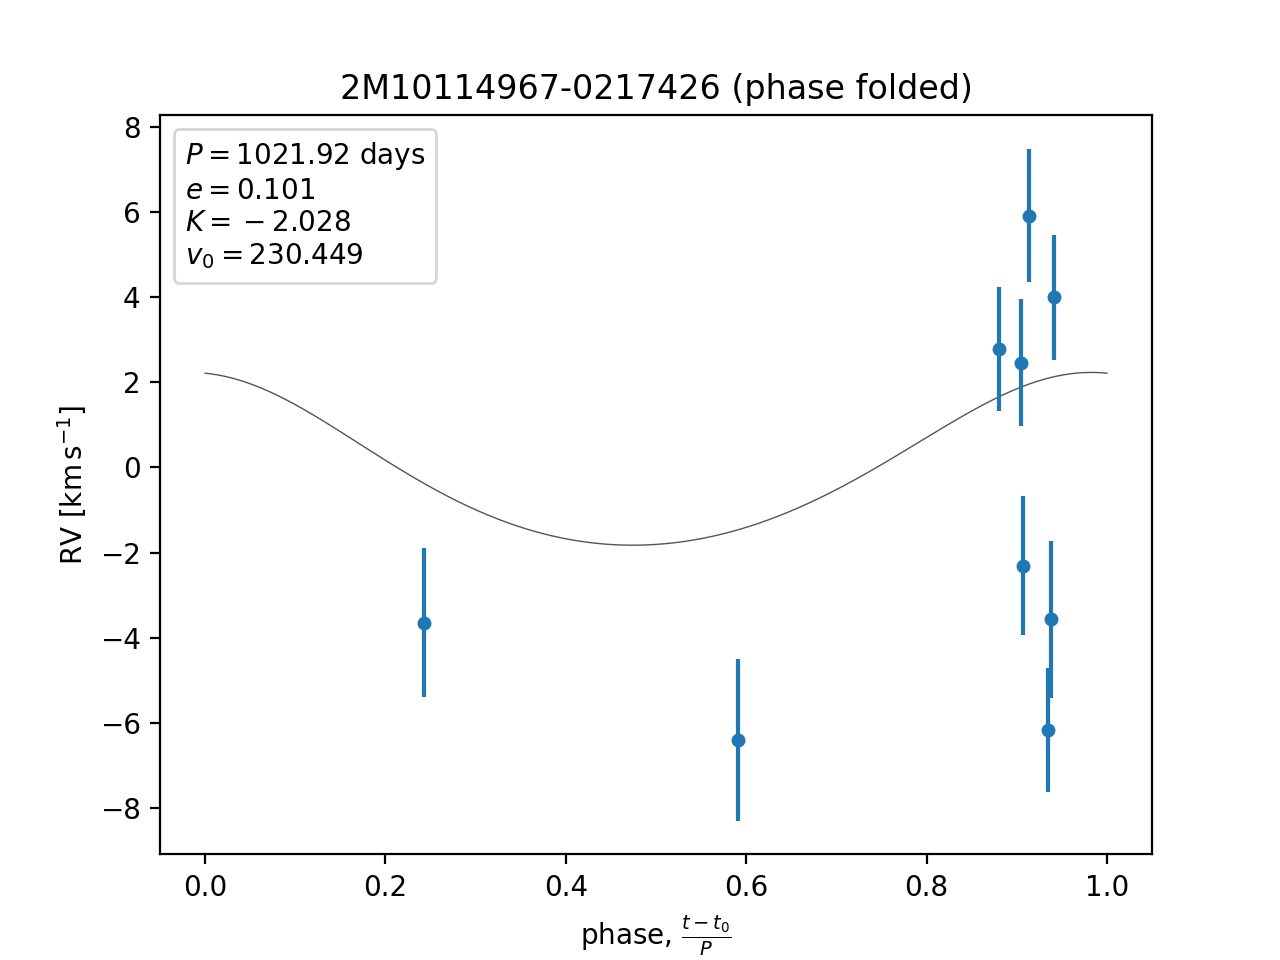 2M10114967-0217426 (phase folded)
P = 1021.92 days
e = 0.101
K = −2.028
v₀ = 230.449
8
6
4
2
0
−2
−4
−6
−8
RV [km s⁻¹]
0.0 0.2 0.4 0.6 0.8 1.0
phase, (t − t₀)/P